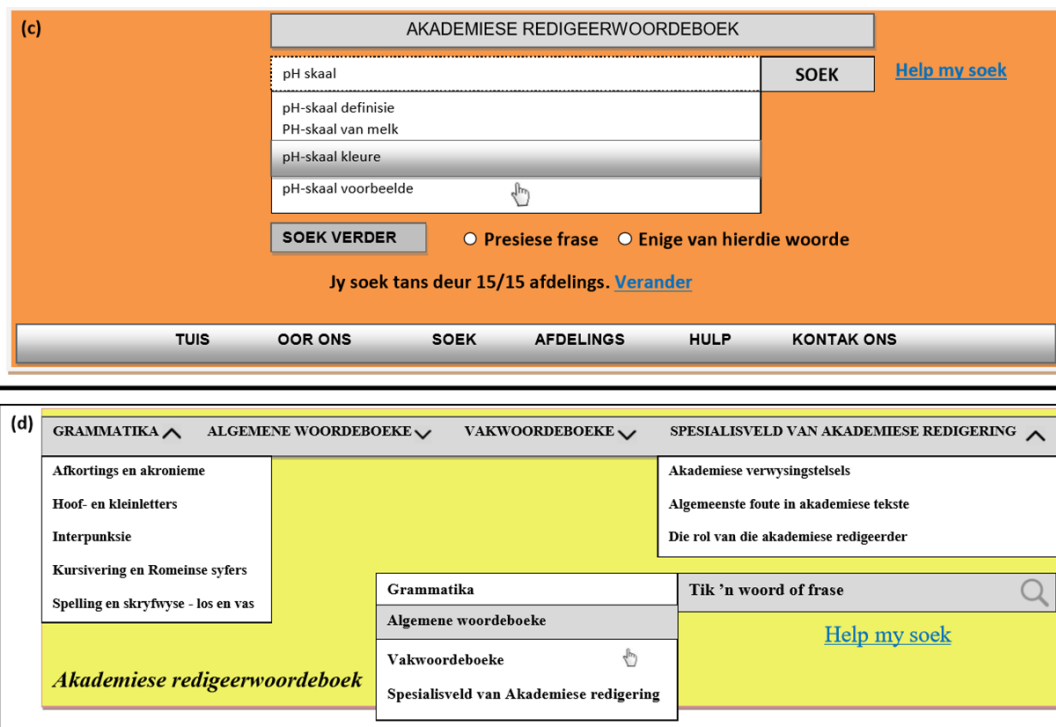 (c)
AKADEMIESE REDIGEERWOORDEBOEK
pH skaal
SOEK
Help my soek
pH-skaal definisie
PH-skaal van melk
pH-skaal kleure
pH-skaal voorbeelde
SOEK VERDER
Presiese frase
Enige van hierdie woorde
Jy soek tans deur 15/15 afdelings. Verander
TUIS OOR ONS SOEK AFDELINGS HULP KONTAK ONS
(d)
GRAMMATIKA ALGEMENE WOORDEBOEKE VAKWOORDEBOEKE SPESIALISVELD VAN AKADEMIESE REDIGERING
Afkortings en akronieme
Hoof- en kleinletters
Interpunksie
Kursivering en Romeinse syfers
Spelling en skryfwyse - los en vas
Akademiese verwysingstelsels
Algemeenste foute in akademiese tekste
Die rol van die akademiese redigeerder
Grammatika
Algemene woordeboeke
Vakwoordeboeke
Spesialisveld van Akademiese redigering
Tik 'n woord of frase
Help my soek
Akademiese redigeerwoordeboek